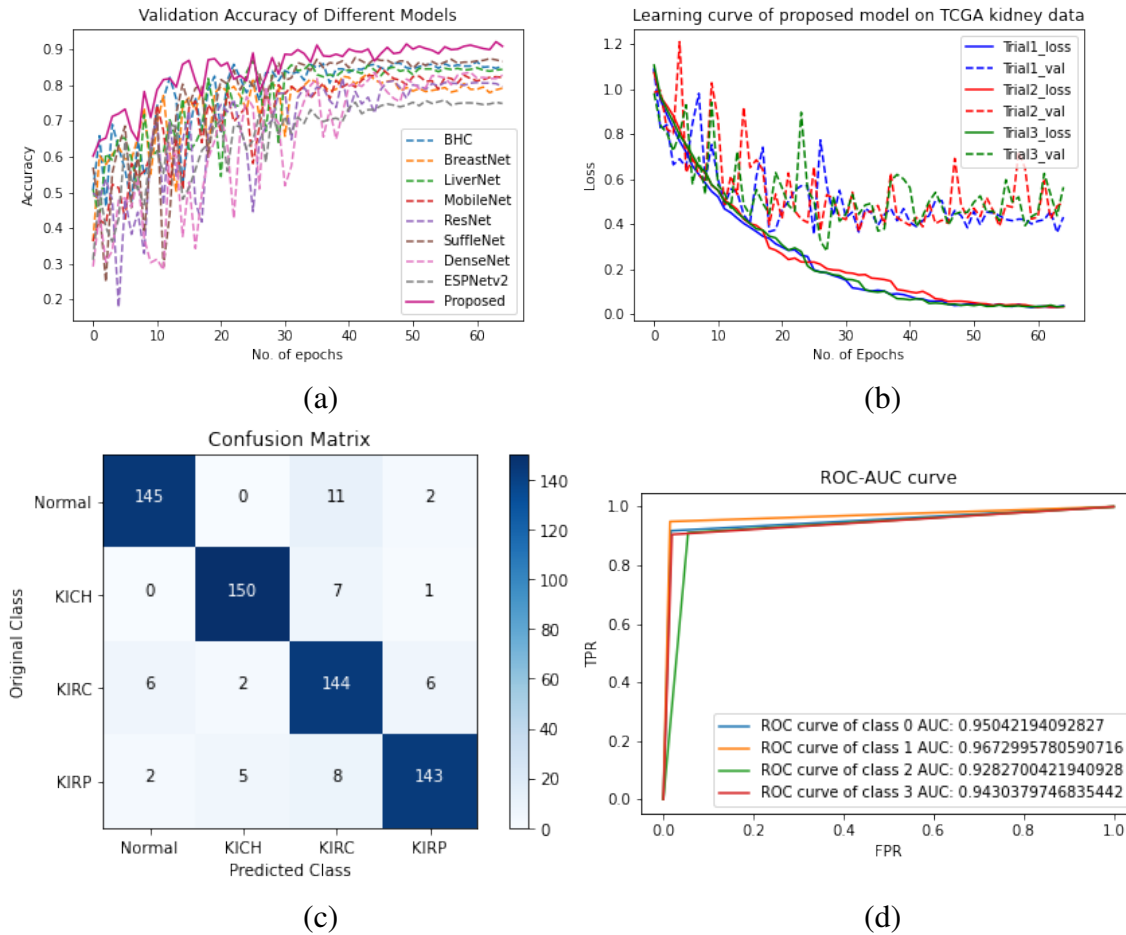 Validation Accuracy of Different Models
0.9
0.8
0.7
0.6
0.5
0.4
0.3
0.2
Accuracy
BHC
BreastNet
LiverNet
MobileNet
ResNet
SuffleNet
DenseNet
ESPNetv2
Proposed
0 10 20 30 40 50 60
No. of epochs
(a)
Learning curve of proposed model on TCGA kidney data
1.2
1.0
0.8
0.6
0.4
0.2
0.0
Loss
Trial1_loss
Trial1_val
Trial2_loss
Trial2_val
Trial3_loss
Trial3_val
0 10 20 30 40 50 60
No. of Epochs
(b)
Confusion Matrix
Original Class
Normal 145 0 11 2
KICH 0 150 7 1
KIRC 6 2 144 6
KIRP 2 5 8 143
Normal KICH KIRC KIRP
Predicted Class
140
120
100
80
60
40
20
0
(c)
ROC-AUC curve
1.0
0.8
0.6
0.4
0.2
0.0
TPR
ROC curve of class 0 AUC: 0.95042194092827
ROC curve of class 1 AUC: 0.9672995780590716
ROC curve of class 2 AUC: 0.9282700421940928
ROC curve of class 3 AUC: 0.9430379746835442
0.0 0.2 0.4 0.6 0.8 1.0
FPR
(d)